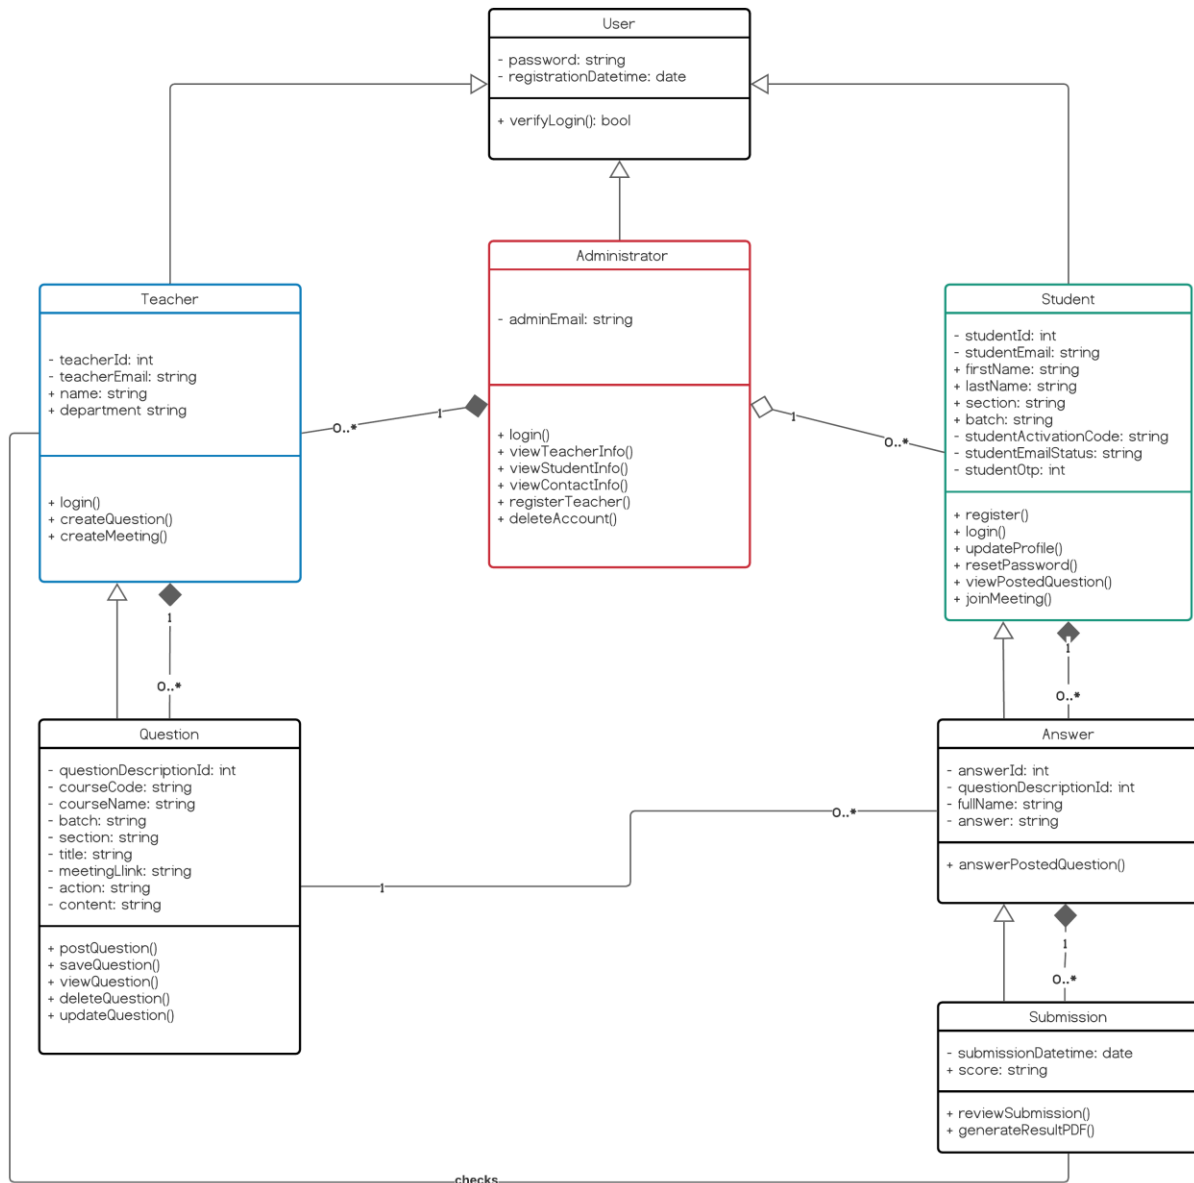 User
- password: string
- registrationDatetime: date
+ verifyLogin(): bool
Administrator
- adminEmail: string
+ login()
+ viewTeacherInfo()
+ viewStudentInfo()
+ viewContactInfo()
+ registerTeacher()
+ deleteAccount()
Teacher
- teacherId: int
- teacherEmail: string
+ name: string
+ department string
+ login()
+ createQuestion()
+ createMeeting()
Student
- studentId: int
- studentEmail: string
+ firstName: string
+ lastName: string
+ section: string
+ batch: string
- studentActivationCode: string
- studentEmailStatus: string
- studentOtp: int
+ register()
+ login()
+ updateProfile()
+ resetPassword()
+ viewPostedQuestion()
+ joinMeeting()
1
0..*
1
0..*
1
0..*
1
0..*
Question
- questionDescriptionId: int
- courseCode: string
- courseName: string
- batch: string
- section: string
- title: string
- meetingLlink: string
- action: string
- content: string
+ postQuestion()
+ saveQuestion()
+ viewQuestion()
+ deleteQuestion()
+ updateQuestion()
1
0..*
Answer
- answerId: int
- questionDescriptionId: int
- fullName: string
- answer: string
+ answerPostedQuestion()
1
0..*
Submission
- submissionDatetime: date
+ score: string
+ reviewSubmission()
+ generateResultPDF()
checks